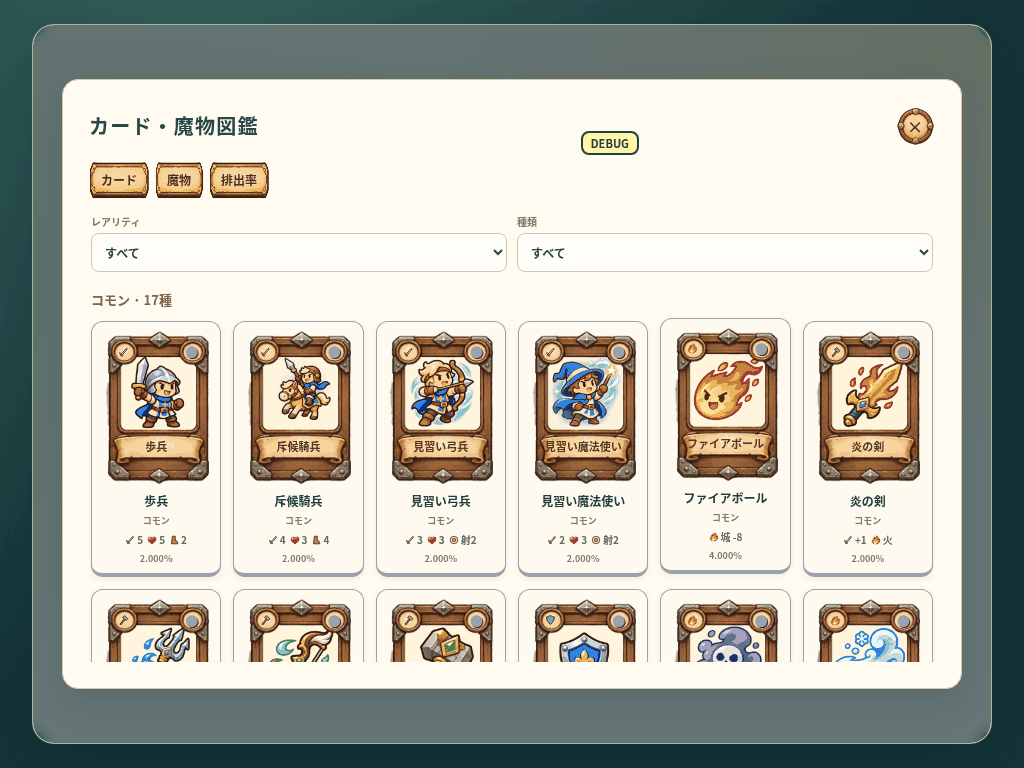 カード・魔物図鑑
DEBUG
カード 魔物 排出率
レアリティ 種類
すべて すべて
コモン · 17種
歩兵 斥候騎兵 見習い弓兵 見習い魔法使い ファイアボール 炎の剣
歩兵 斥候騎兵 見習い弓兵 見習い魔法使い ファイアボール 炎の剣
コモン コモン コモン コモン コモン コモン
5 5 2 4 3 4 3 3 射2 2 3 射2 城 -8 +1 火
2.000% 2.000% 2.000% 2.000% 4.000% 2.000%